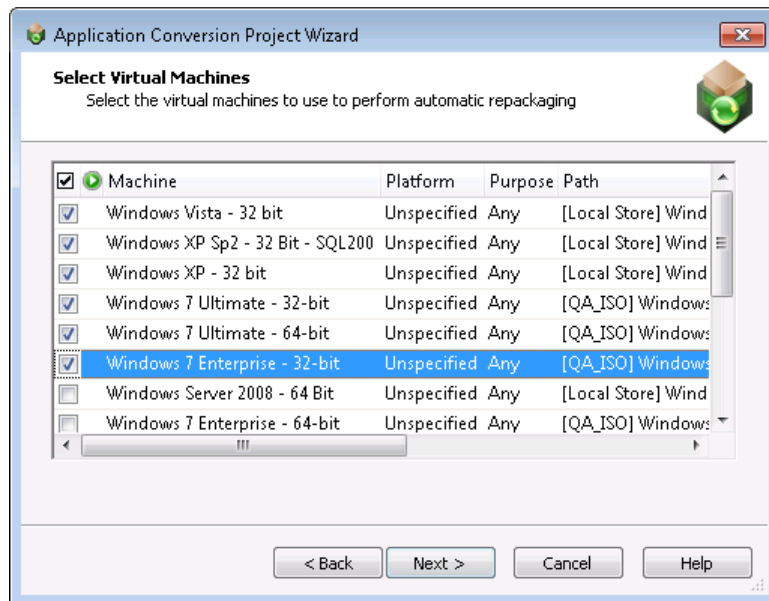 Application Conversion Project Wizard
Select Virtual Machines
Select the virtual machines to use to perform automatic repackaging
Machine Platform Purpose Path
Windows Vista - 32 bit Unspecified Any [Local Store] Wind
Windows XP Sp2 - 32 Bit - SQL200 Unspecified Any [Local Store] Wind
Windows XP - 32 bit Unspecified Any [Local Store] Wind
Windows 7 Ultimate - 32-bit Unspecified Any [QA_ISO] Windows
Windows 7 Ultimate - 64-bit Unspecified Any [QA_ISO] Windows
Windows 7 Enterprise - 32-bit Unspecified Any [QA_ISO] Windows
Windows Server 2008 - 64 Bit Unspecified Any [Local Store] Wind
Windows 7 Enterprise - 64-bit Unspecified Any [QA_ISO] Windows
< Back Next > Cancel Help